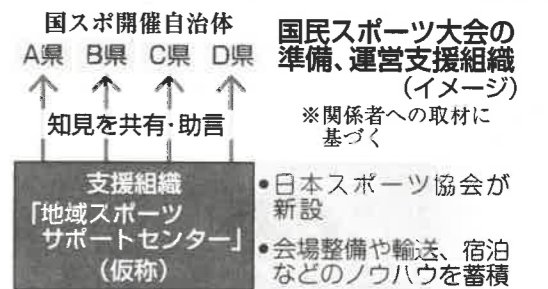 国スポ開催自治体
A県 B県 C県 D県
知見を共有・助言
支援組織
「地域スポーツ
サポートセンター」
(仮称)
国民スポーツ大会の
準備、運営支援組織
(イメージ)
※関係者への取材に
基づく
•日本スポーツ協会が
新設
•会場整備や輸送、宿泊
などのノウハウを蓄積